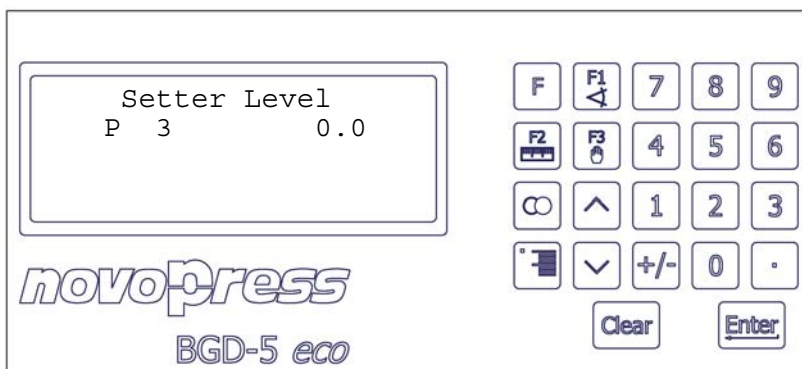 Setter Level
P 3 0.0
novopress
BGD-5 eco
F F1 7 8 9
F2 F3 4 5 6
1 2 3
+/- 0 .
Clear Enter